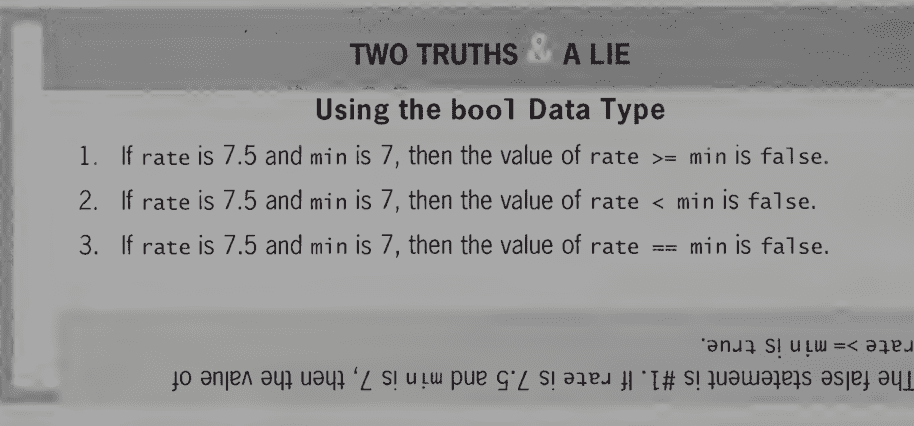 TWO TRUTHS & A LIE
Using the bool Data Type
1. If rate is 7.5 and min is 7, then the value of rate >= min is false.
2. If rate is 7.5 and min is 7, then the value of rate < min is false.
3. If rate is 7.5 and min is 7, then the value of rate == min is false.
The false statement is #1. If rate is 7.5 and min is 7, then the value of
rate >= min is true.